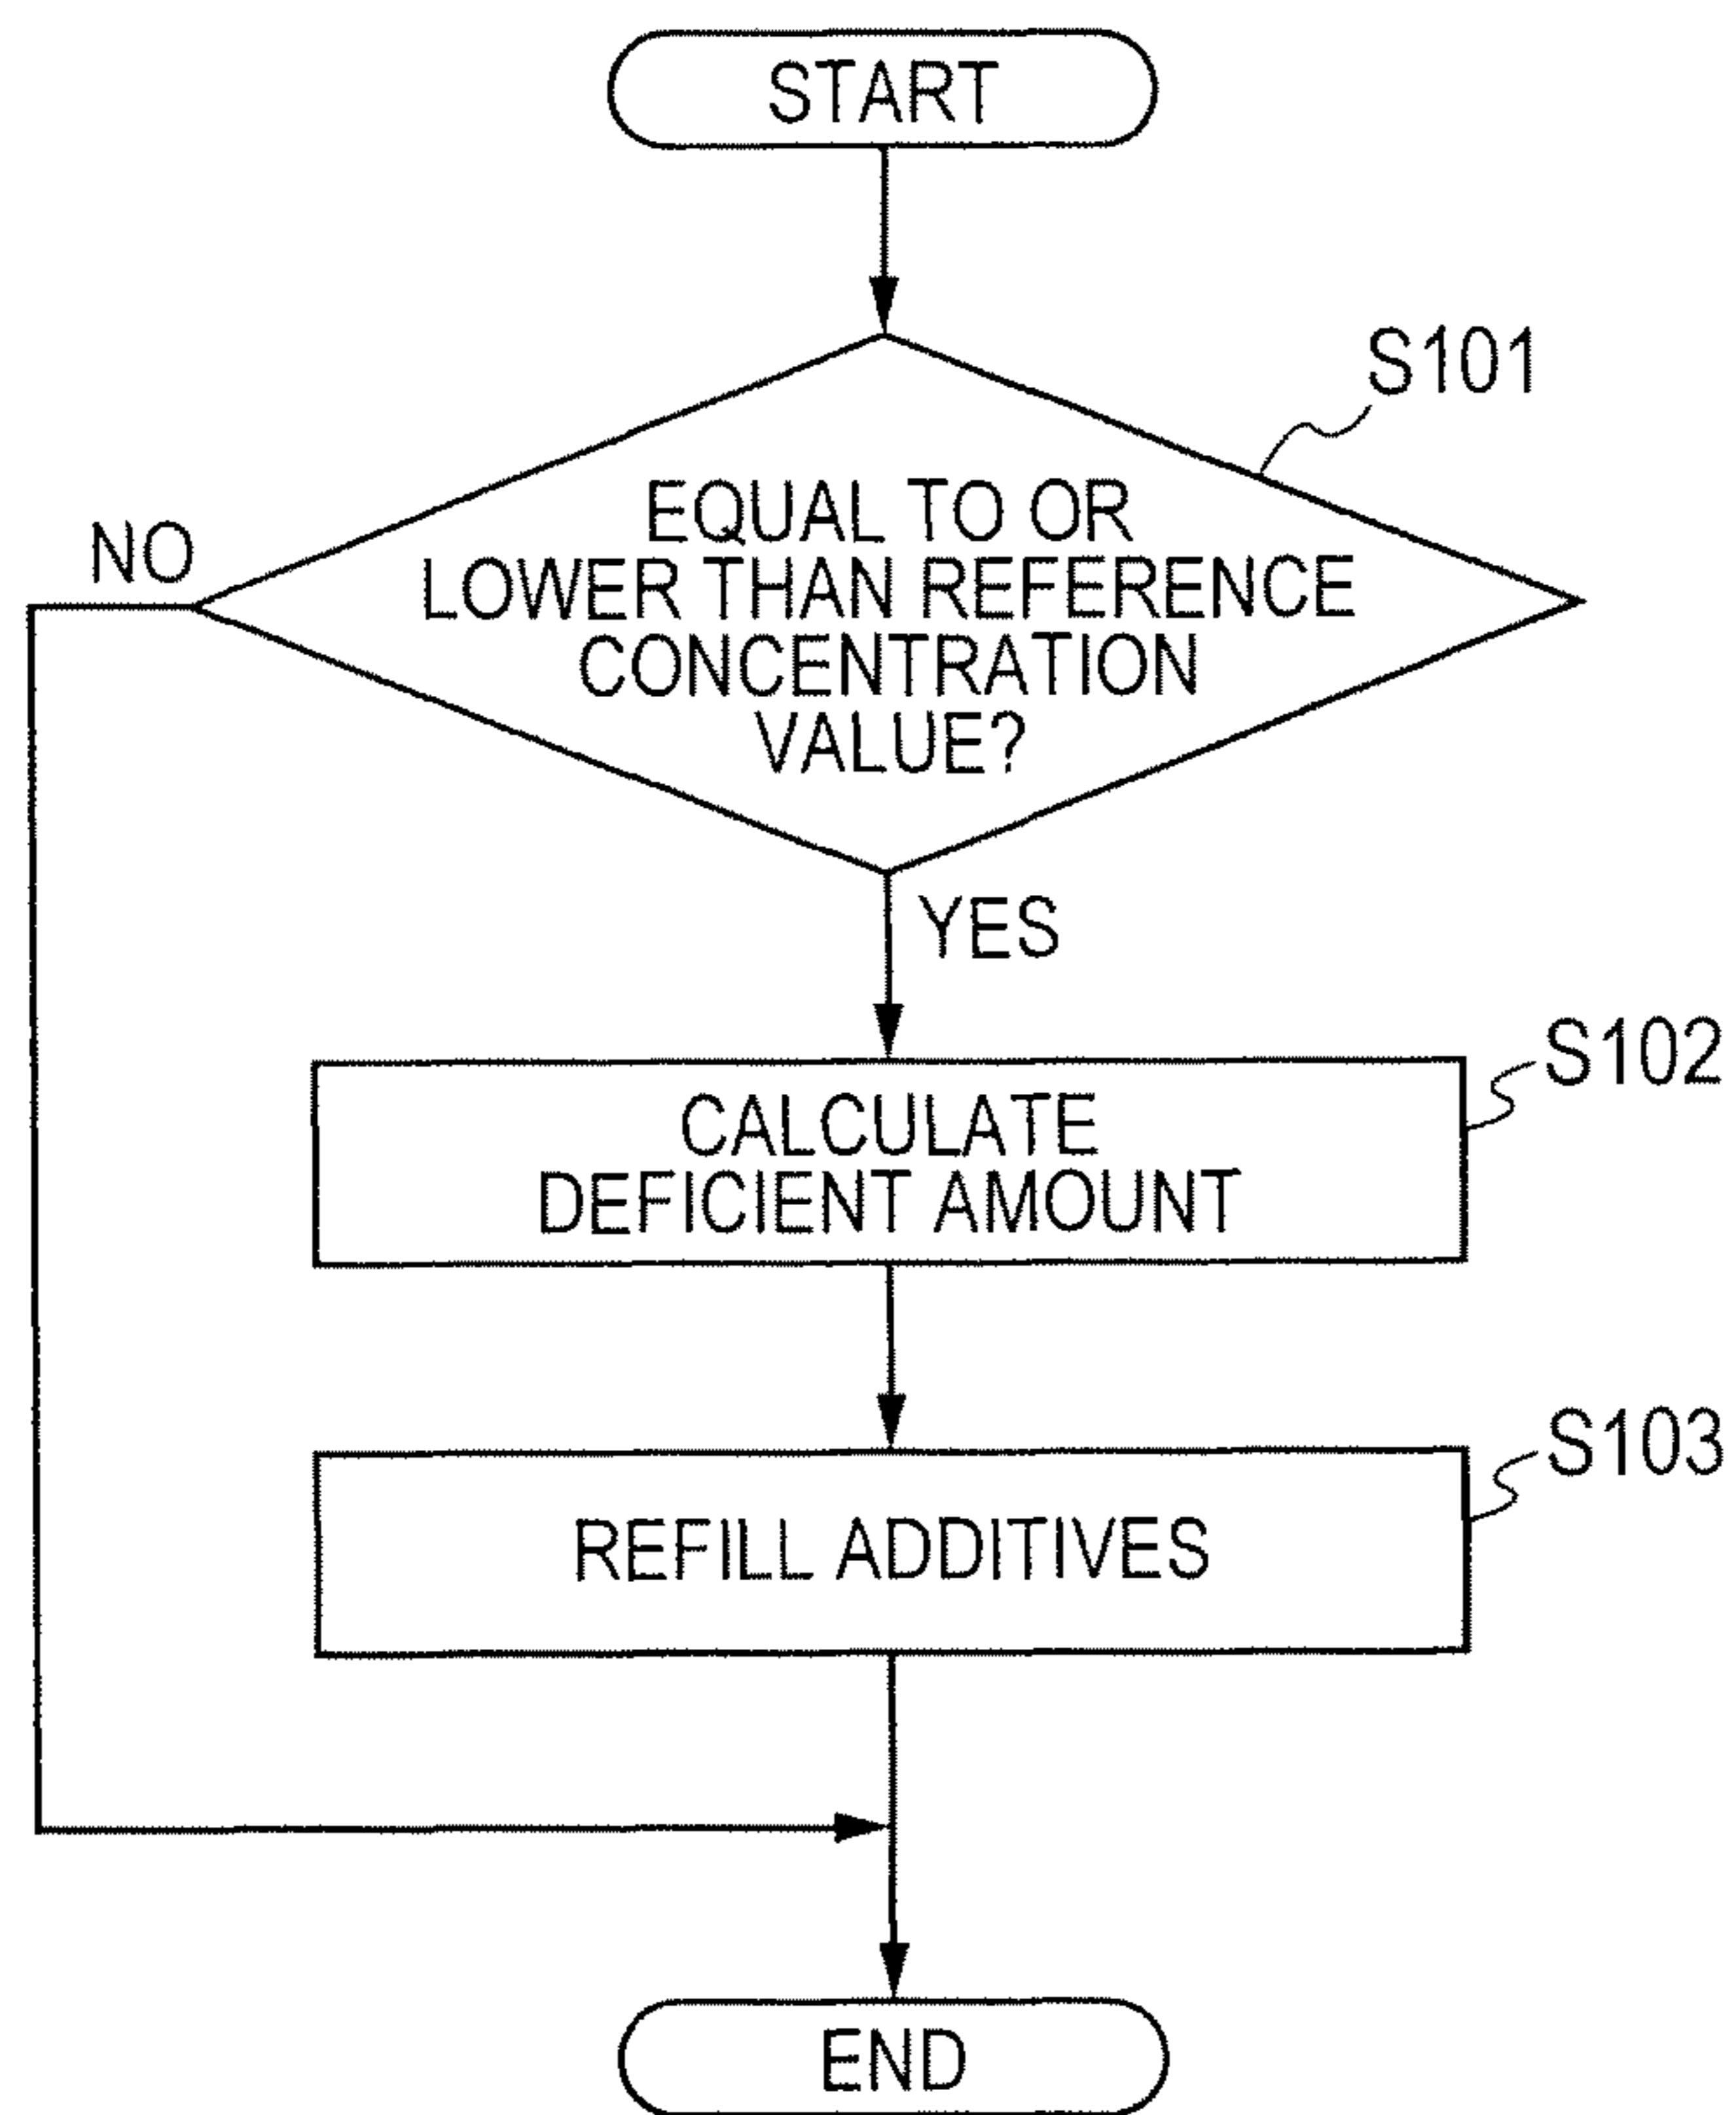 START
S101
EQUAL TO OR
LOWER THAN REFERENCE
CONCENTRATION
VALUE?
NO
YES
S102
CALCULATE
DEFICIENT AMOUNT
S103
REFILL ADDITIVES
END